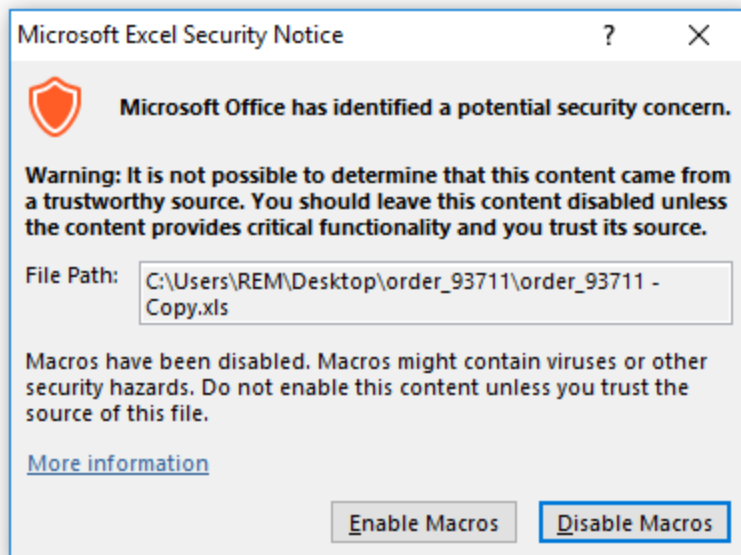 Microsoft Excel Security Notice ?
Microsoft Office has identified a potential security concern.
Warning: It is not possible to determine that this content came from
a trustworthy source. You should leave this content disabled unless
the content provides critical functionality and you trust its source.
File Path: C:\Users\REM\Desktop\order_93711\order_93711 -
Copy.xls
Macros have been disabled. Macros might contain viruses or other
security hazards. Do not enable this content unless you trust the
source of this file.
More information
Enable Macros Disable Macros